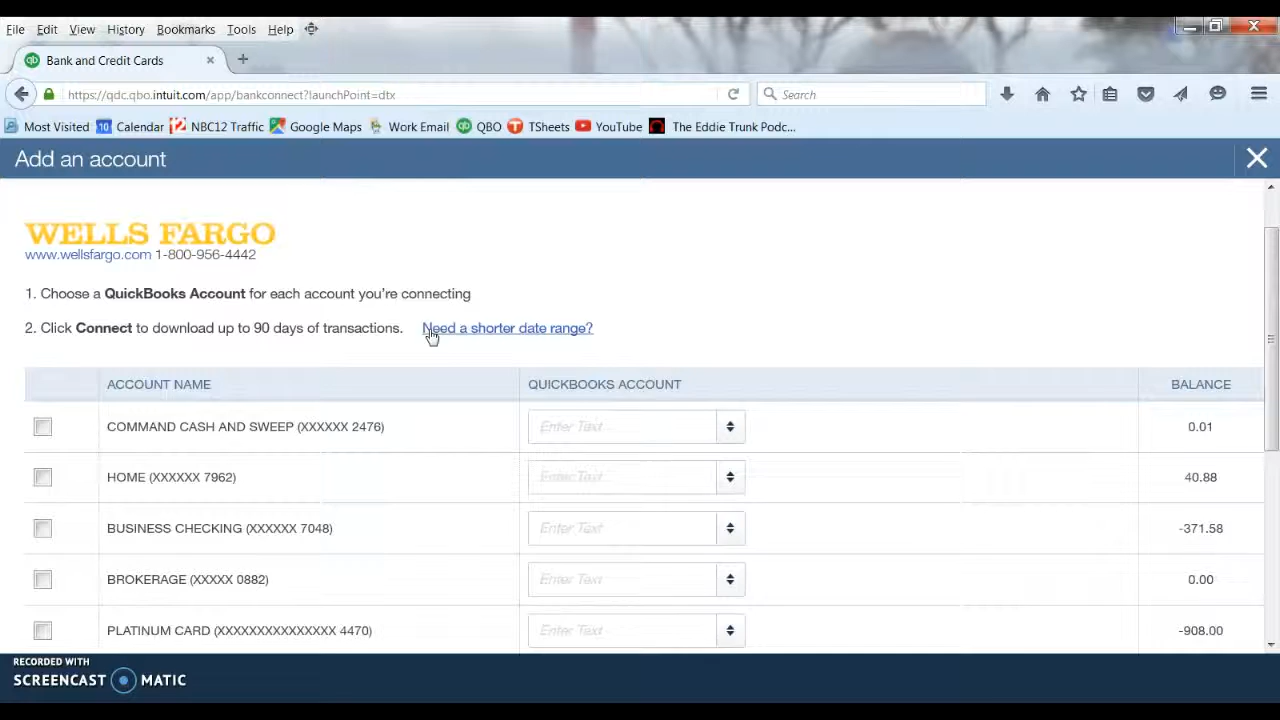 File Edit View History Bookmarks Tools Help
Bank and Credit Cards
https://qdc.qbo.intuit.com/app/bankconnect?launchPoint=dtx
Search
Most Visited 10 Calendar NBC12 Traffic Google Maps Work Email qb QBO T TSheets YouTube The Eddie Trunk Podc...
Add an account
WELLS FARGO
www.wellsfargo.com 1-800-956-4442
1. Choose a QuickBooks Account for each account you're connecting
2. Click Connect to download up to 90 days of transactions. Need a shorter date range?
ACCOUNT NAME QUICKBOOKS ACCOUNT BALANCE
COMMAND CASH AND SWEEP (XXXXXX 2476) Enter Text 0.01
HOME (XXXXXX 7962) Enter Text 40.88
BUSINESS CHECKING (XXXXXX 7048) Enter Text -371.58
BROKERAGE (XXXXX 0882) Enter Text 0.00
PLATINUM CARD (XXXXXXXXXXXXXXX 4470) Enter Text -908.00
RECORDED WITH
SCREENCAST MATIC